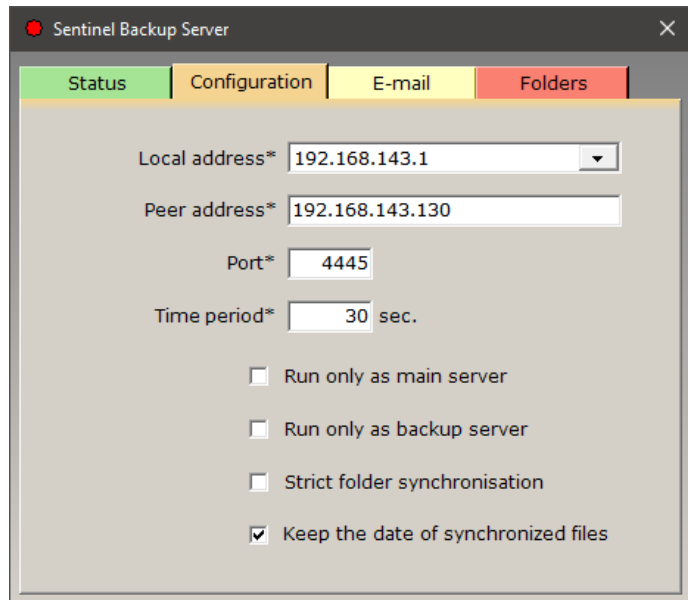 Sentinel Backup Server
Status Configuration E-mail Folders
Local address* 192.168.143.1
Peer address* 192.168.143.130
Port* 4445
Time period* 30 sec.
Run only as main server
Run only as backup server
Strict folder synchronisation
Keep the date of synchronized files